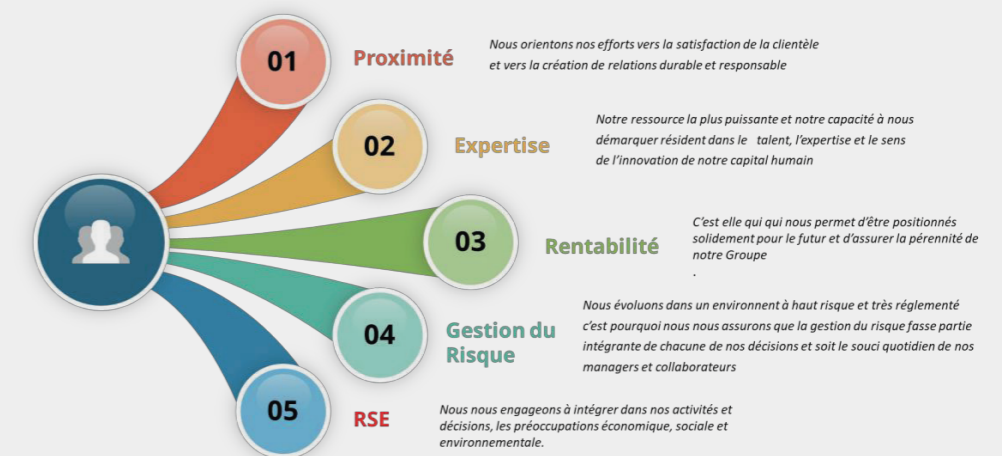 01
Proximité
Nous orientons nos efforts vers la satisfaction de la clientèle
et vers la création de relations durable et responsable
02
Expertise
Notre ressource la plus puissante et notre capacité à nous
démarquer résident dans le talent, l'expertise et le sens
de l'innovation de notre capital humain
03
Rentabilité
C'est elle qui qui nous permet d'être positionnés
solidement pour le futur et d'assurer la pérennité de
notre Groupe
.
04
Gestion du
Risque
Nous évoluons dans un environnent à haut risque et très réglementé
c'est pourquoi nous nous assurons que la gestion du risque fasse partie
intégrante de chacune de nos décisions et soit le souci quotidien de nos
managers et collaborateurs
05
RSE
Nous nous engageons à intégrer dans nos activités et
décisions, les préoccupations économique, sociale et
environnementale.